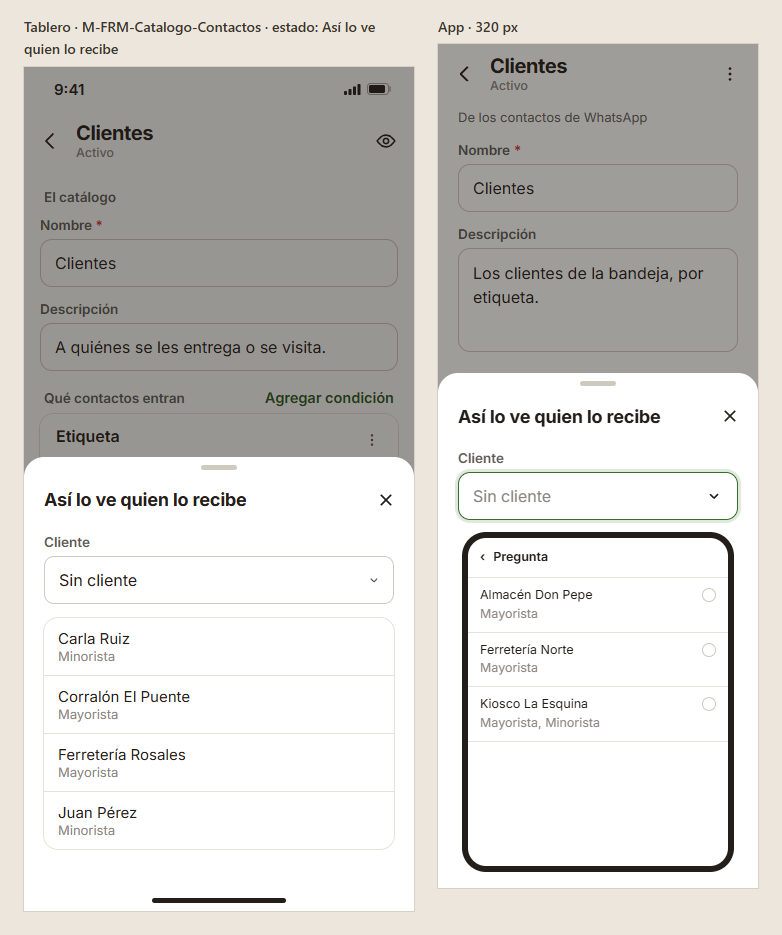 Tablero · M-FRM-Catalogo-Contactos · estado: Así lo ve
quien lo recibe
9:41
Clientes
Activo
El catálogo
Nombre *
Clientes
Descripción
A quiénes se les entrega o se visita.
Qué contactos entran
Agregar condición
Etiqueta
Así lo ve quien lo recibe
Cliente
Sin cliente
Carla Ruiz
Minorista
Corralón El Puente
Mayorista
Ferretería Rosales
Mayorista
Juan Pérez
Minorista
App · 320 px
Clientes
Activo
De los contactos de WhatsApp
Nombre *
Clientes
Descripción
Los clientes de la bandeja, por
etiqueta.
Así lo ve quien lo recibe
Cliente
Sin cliente
Pregunta
Almacén Don Pepe
Mayorista
Ferretería Norte
Mayorista
Kiosco La Esquina
Mayorista, Minorista